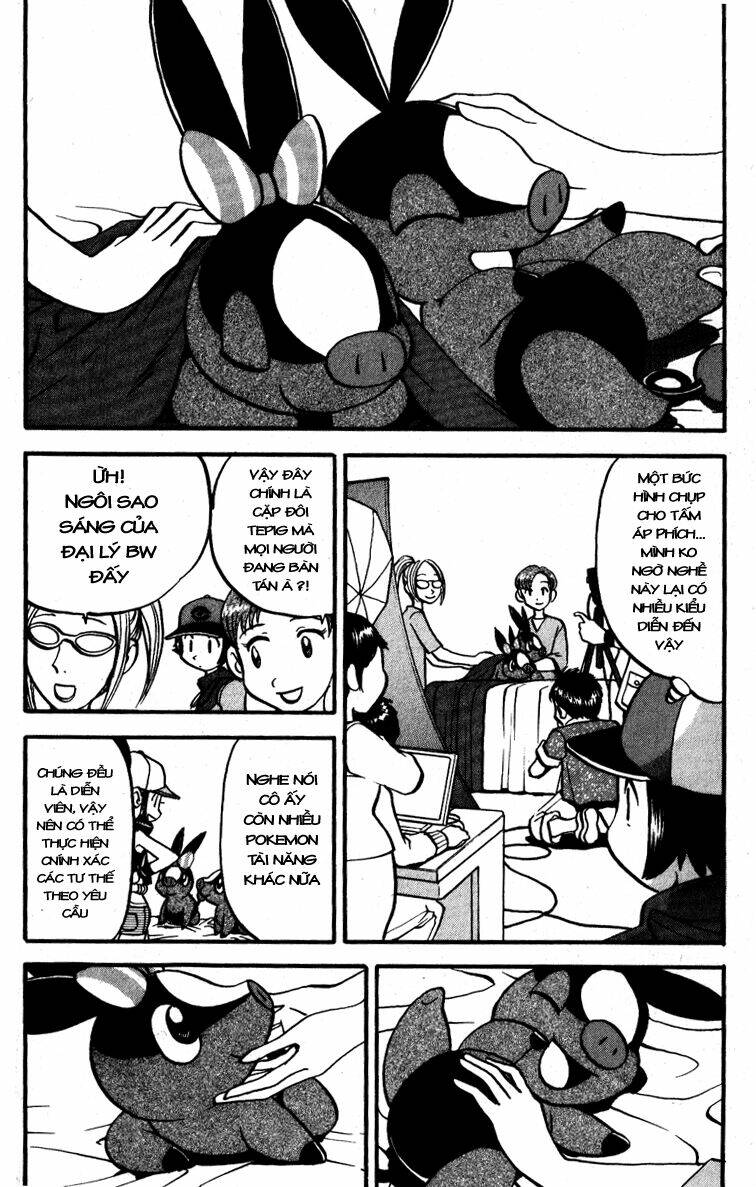 MỘT BỨC
HÌNH CHỤP
CHO TẤM
ÁP PHÍCH...
MÌNH KO
NGỜ NGHỀ
NÀY LẠI CÓ
NHIỀU KIỂU
DIỄN ĐẾN
VẬY
VẬY ĐÂY
CHÍNH LÀ
CẶP ĐÔI
TEPIG MÀ
MỌI NGƯỜI
ĐANG BÀN
TÁN À ?!
ỪH!
NGÔI SAO
SÁNG CỦA
ĐẠI LÝ BW
ĐẤY
NGHE NÓI
CÔ ẤY
CÒN NHIỀU
POKEMON
TÀI NĂNG
KHÁC NỮA
CHÚNG ĐỀU
LÀ DIỄN
VIÊN, VẬY
NÊN CÓ THỂ
THỰC HIỆN
CNÍNH XÁC
CÁC TƯ THẾ
THEO YÊU
CẦU